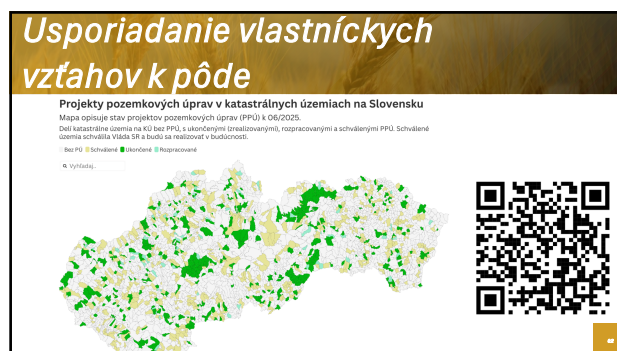 Usporiadanie vlastníckych
vzťahov k pôde
Projekty pozemkových úprav v katastrálnych územiach na Slovensku
Mapa opisuje stav projektov pozemkových úprav (PPÚ) k 06/2025.
Delí katastrálne územia na KÚ bez PPÚ, s ukončenými (zrealizovanými), rozpracovanými a schválenými PPÚ. Schválené
územia schválila Vláda SR a budú sa realizovať v budúcnosti.
Bez PÚ Schválené Ukončené Rozpracované
Vyhľadaj..